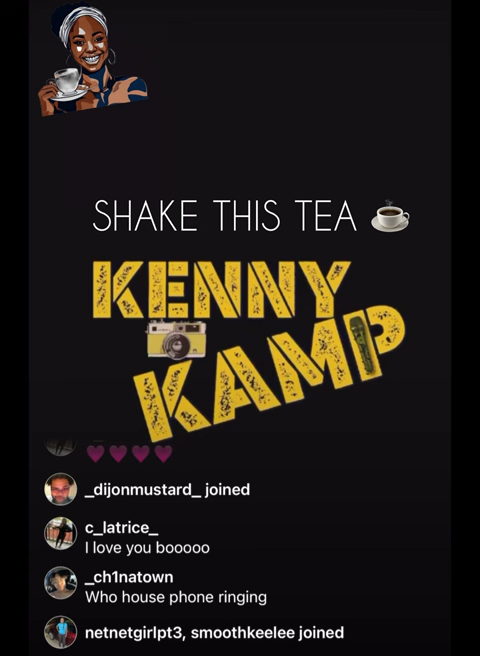 SHAKE THIS TEA ☕
KENNY
KAMP
💜💜💜💜
_dijonmustard_ joined
c_latrice_
I love you booooo
_ch1natown
Who house phone ringing
netnetgirlpt3, smoothkeelee joined